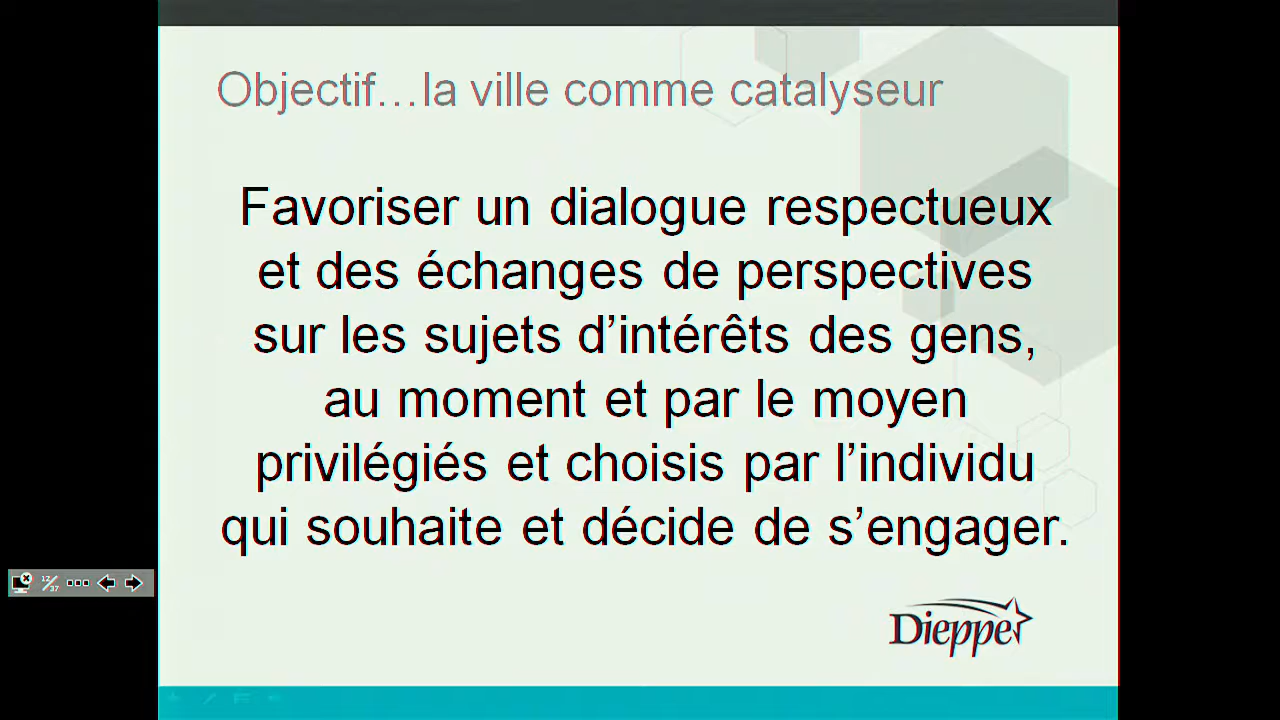 Objectif…la ville comme catalyseur
Favoriser un dialogue respectueux
et des échanges de perspectives
sur les sujets d’intérêts des gens,
au moment et par le moyen
privilégiés et choisis par l’individu
qui souhaite et décide de s’engager.
12/37
Dieppe